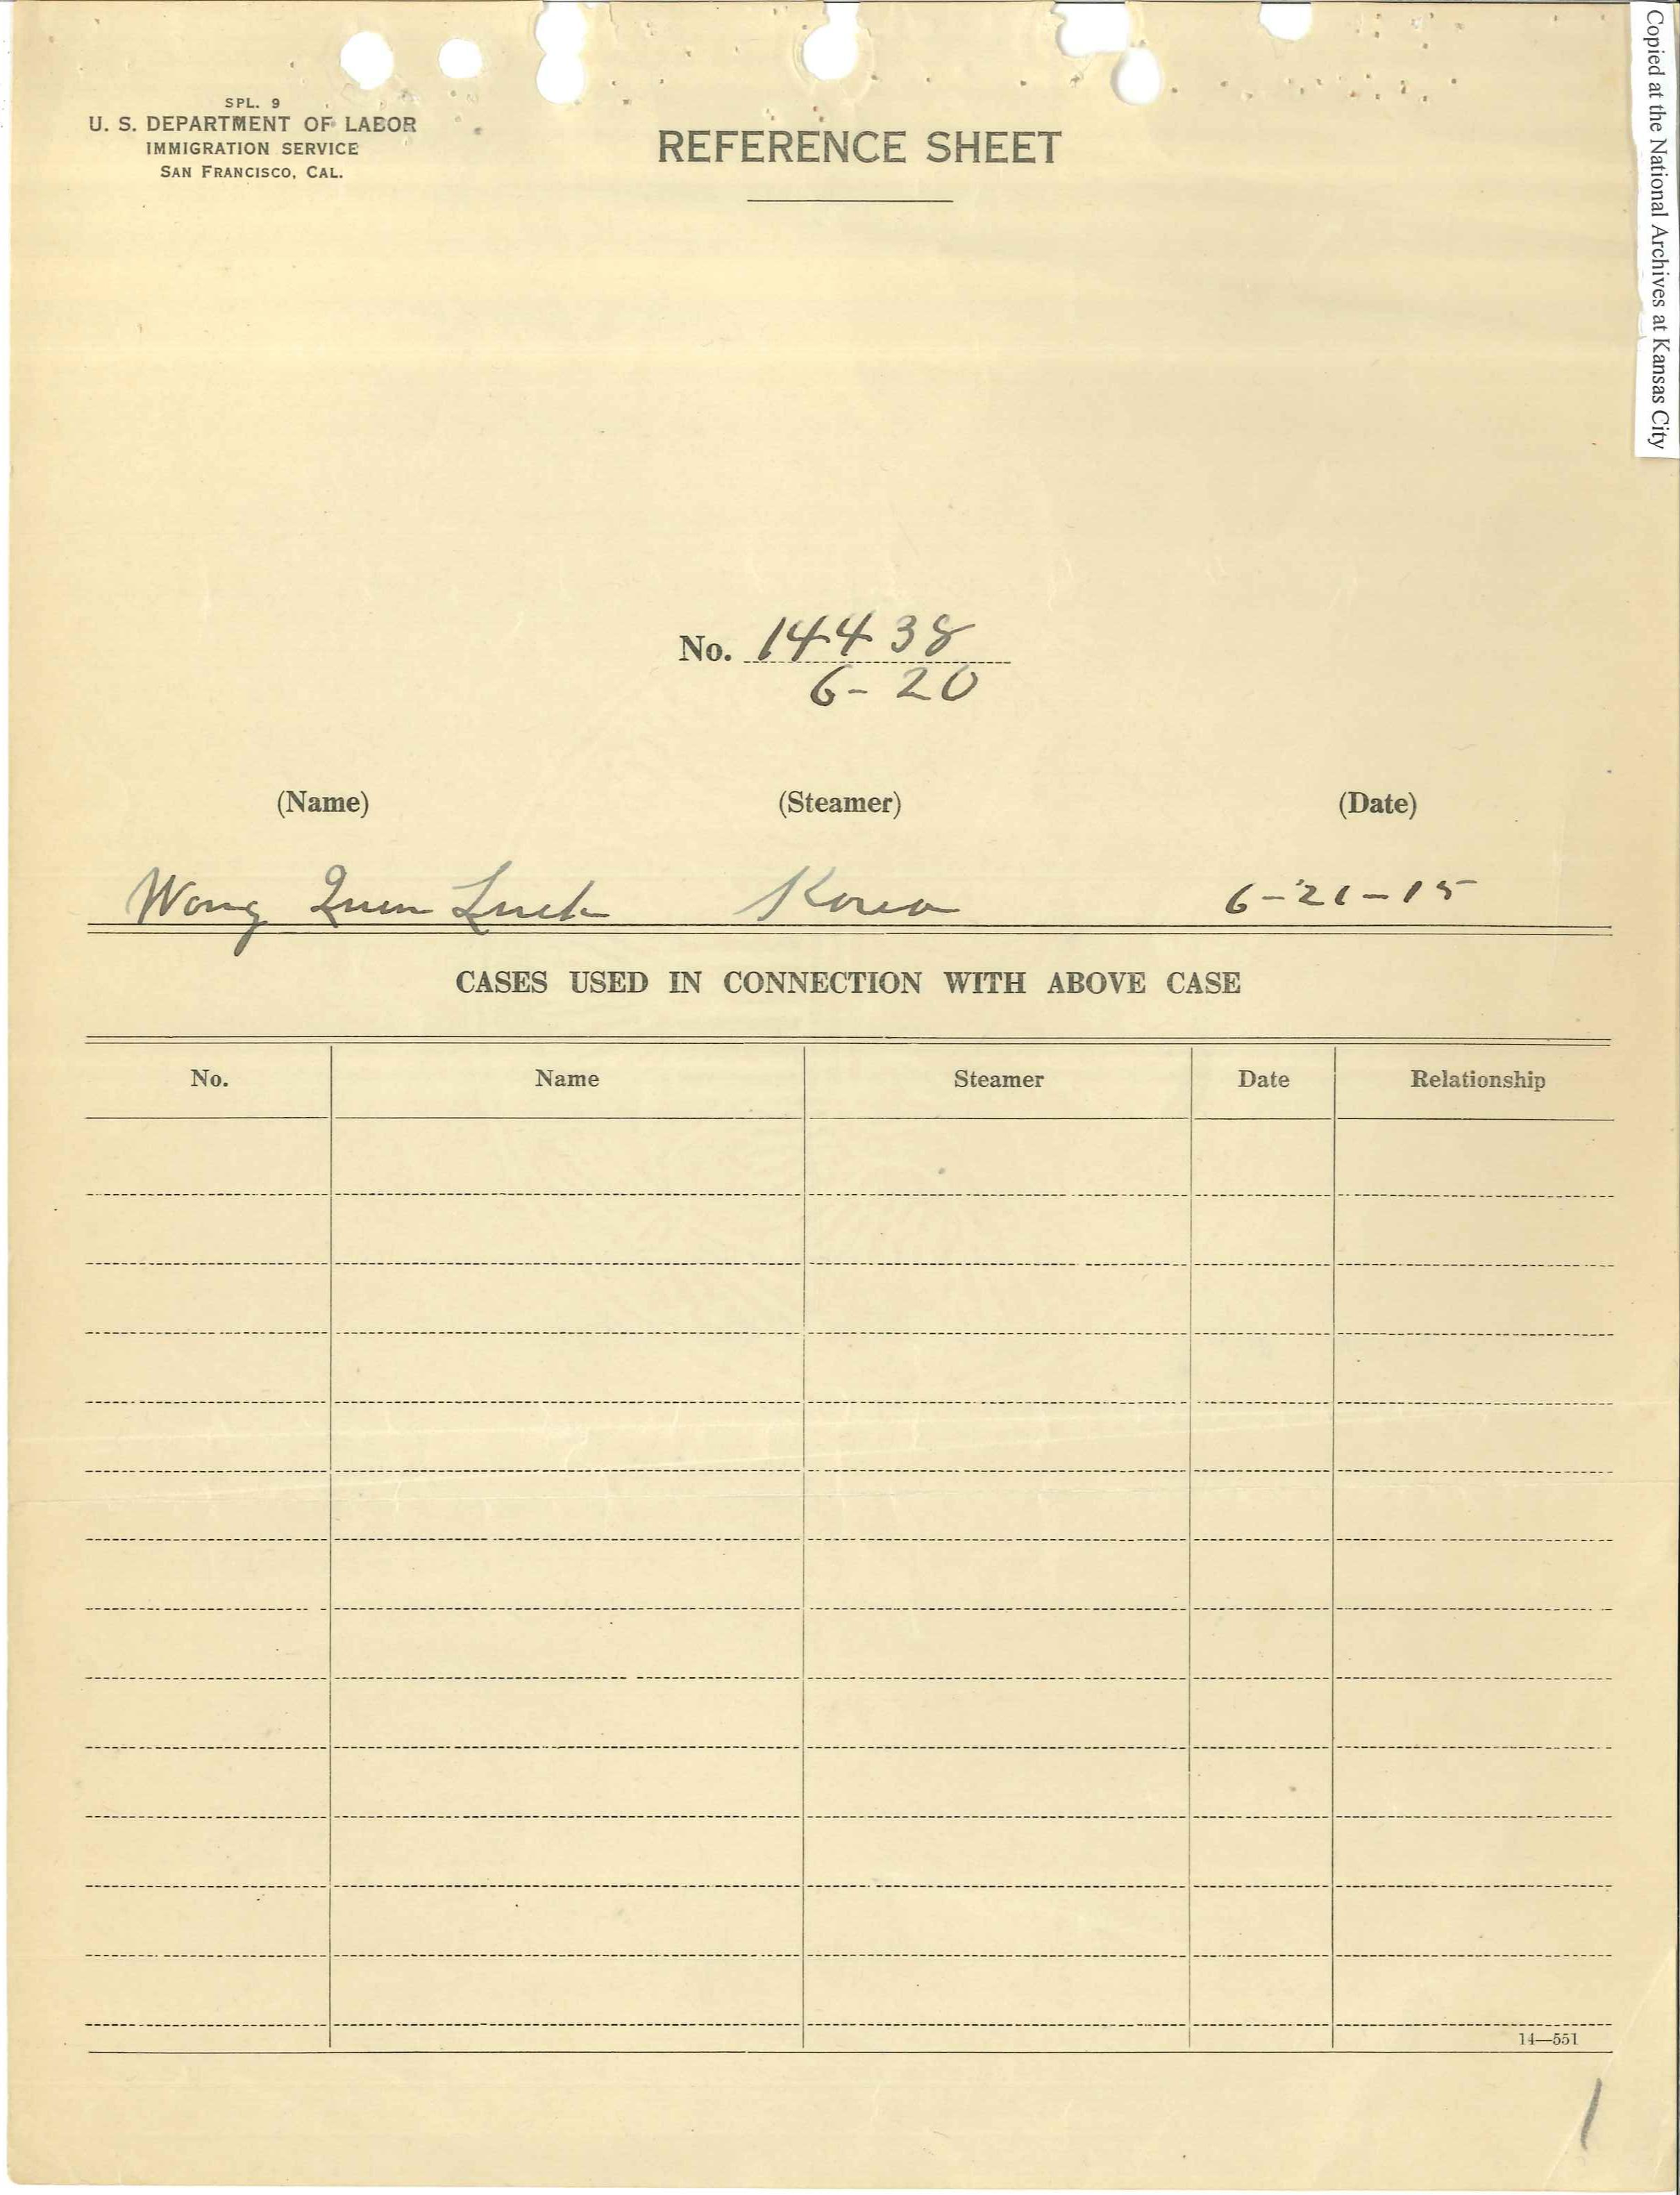 Copied at the National Archives at Kansas City
SPL. 9
U. S. DEPARTMENT OF LABOR
IMMIGRATION SERVICE
SAN FRANCISCO, CAL.
REFERENCE SHEET
No. 14438
6-20
(Name) (Steamer) (Date)
Wong Quen Luck Korea 6-21-15
CASES USED IN CONNECTION WITH ABOVE CASE
No. Name Steamer Date Relationship
14—551
1